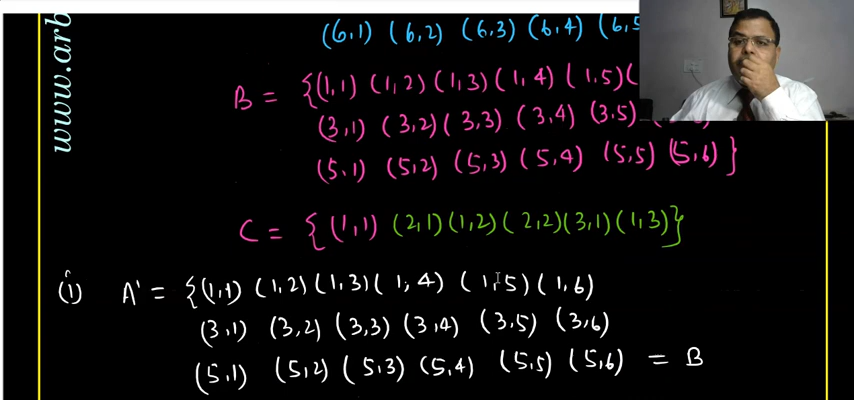 (6,1) (6,2) (6,3) (6,4) (6,5
www.arb
B = {(1,1) (1,2) (1,3) (1,4) (1,5) (
(3,1) (3,2) (3,3) (3,4) (3,5)
(5,1) (5,2) (5,3) (5,4) (5,5) (5,6)}
C = {(1,1) (2,1) (1,2) (2,2) (3,1) (1,3)}
(i) A' = {(1,1) (1,2) (1,3) (1,4) (1,5) (1,6)
(3,1) (3,2) (3,3) (3,4) (3,5) (3,6)
(5,1) (5,2) (5,3) (5,4) (5,5) (5,6) = B